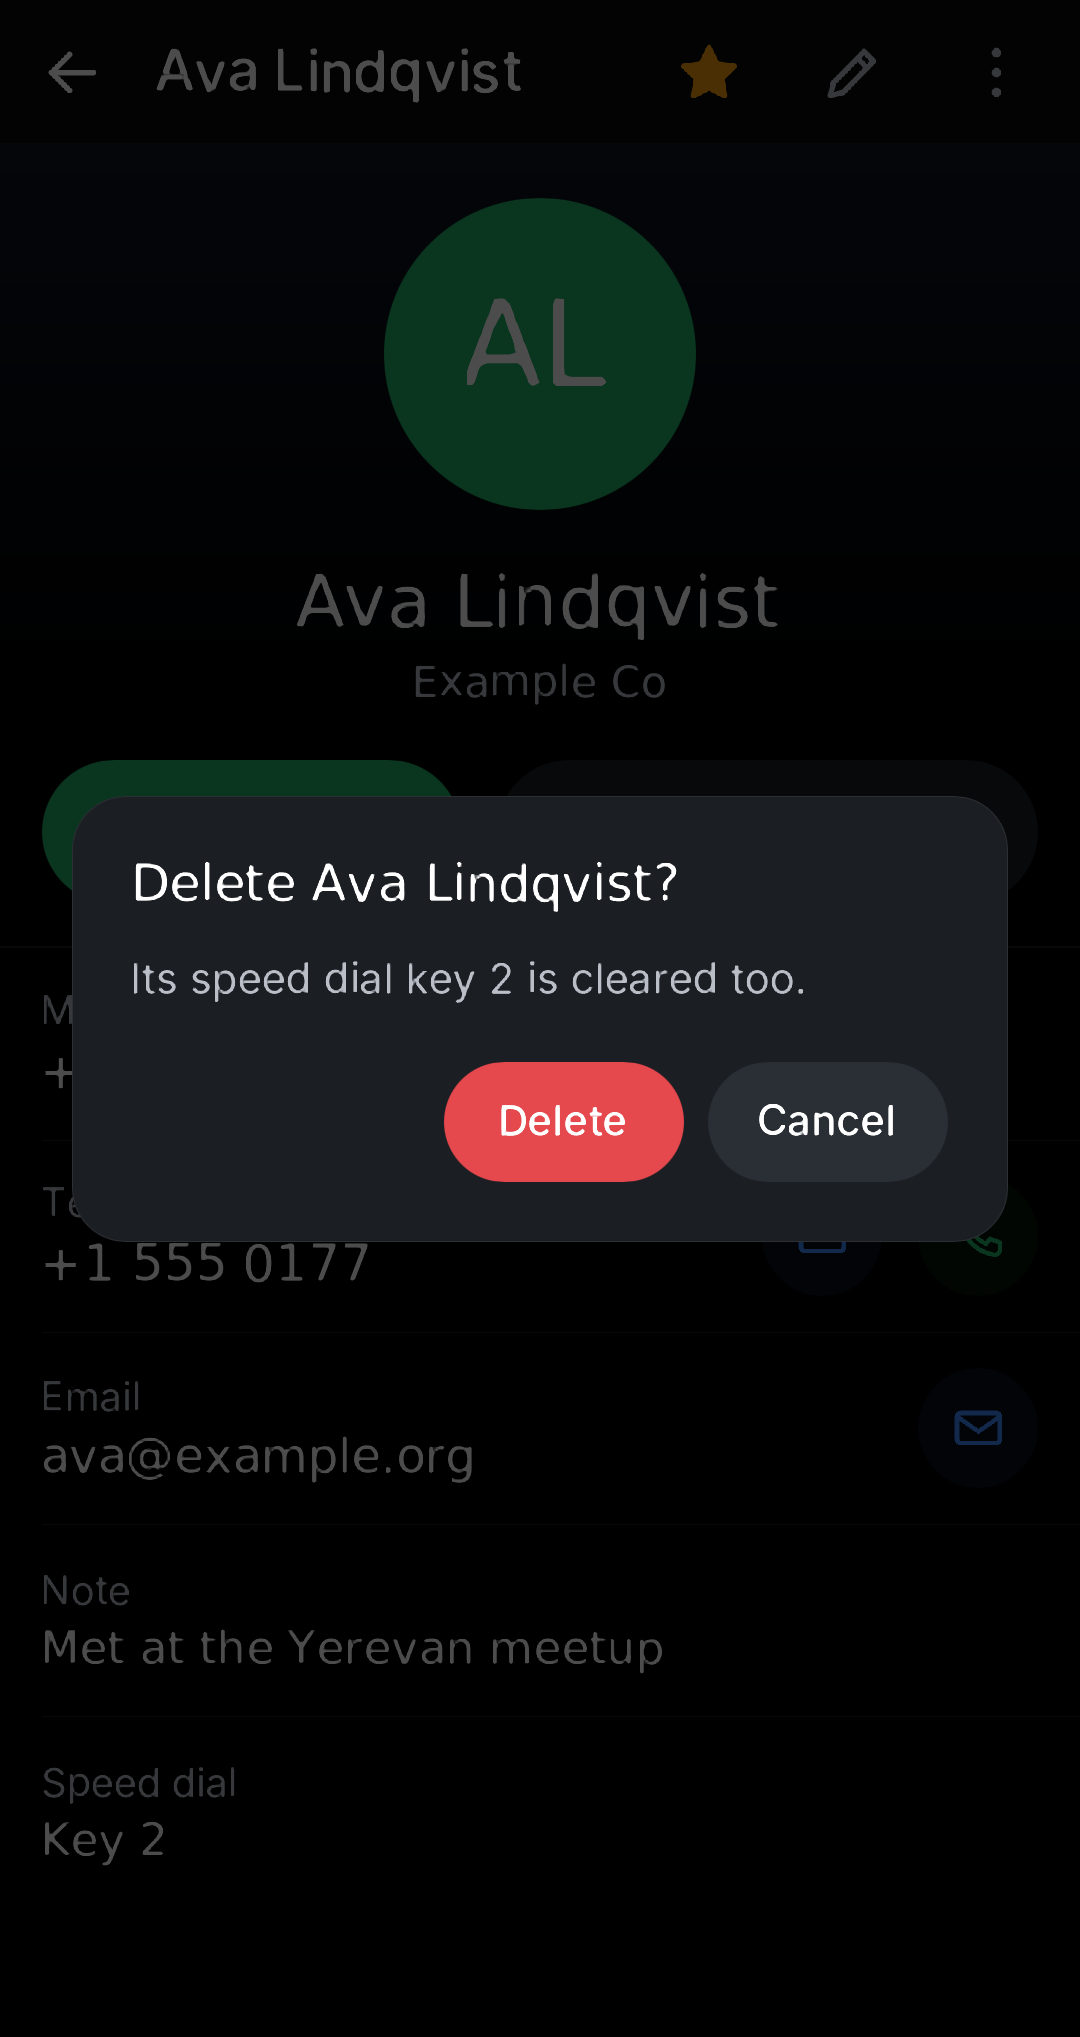 Ava Lindqvist
AL
Ava Lindqvist
Example Co
Delete Ava Lindqvist?
Its speed dial key 2 is cleared too.
Delete Cancel
+1 555 0177
Email
ava@example.org
Note
Met at the Yerevan meetup
Speed dial
Key 2